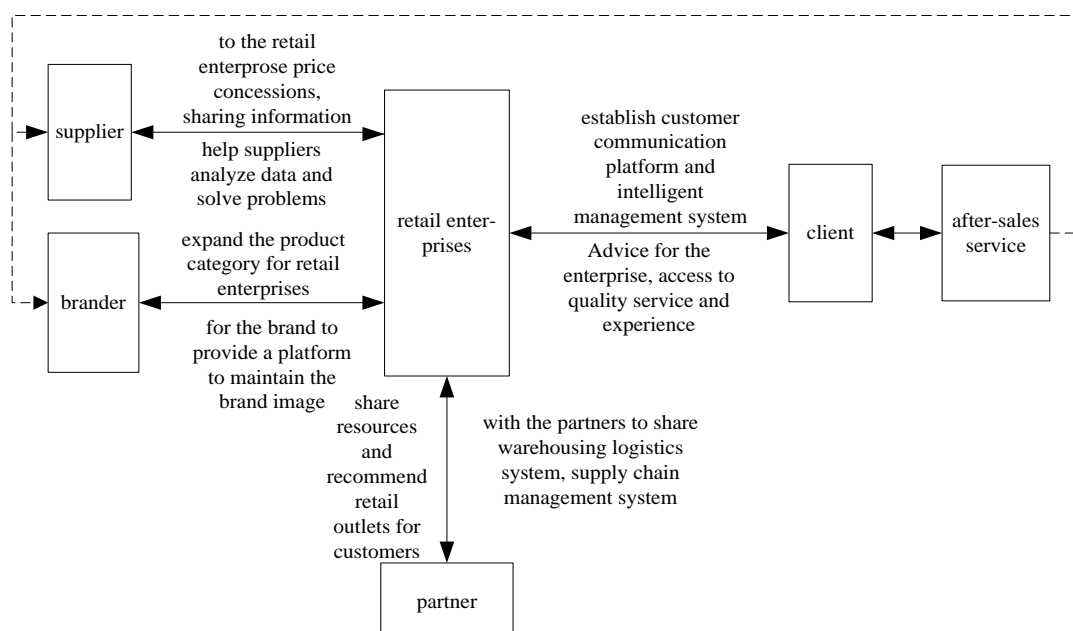 to the retail
enterprose price
concessions,
sharing information
supplier
help suppliers
analyze data and
solve problems
expand the product
category for retail
enterprises
brander
for the brand to
provide a platform
to maintain the
brand image
retail enter-
prises
establish customer
communication
platform and
intelligent
management system
Advice for the
enterprise, access to
quality service and
experience
client
after-sales
service
share
resources
and
recommend
retail
outlets for
customers
with the partners to share
warehousing logistics
system, supply chain
management system
partner